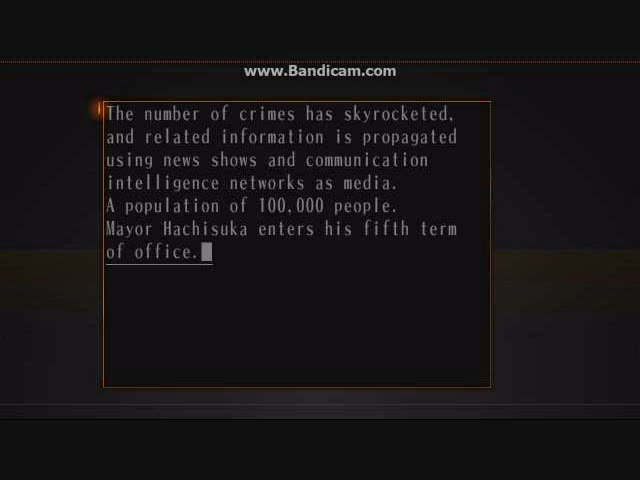 www.Bandicam.com
The number of crimes has skyrocketed,
and related information is propagated
using news shows and communication
intelligence networks as media.
A population of 100,000 people.
Mayor Hachisuka enters his fifth term
of office.